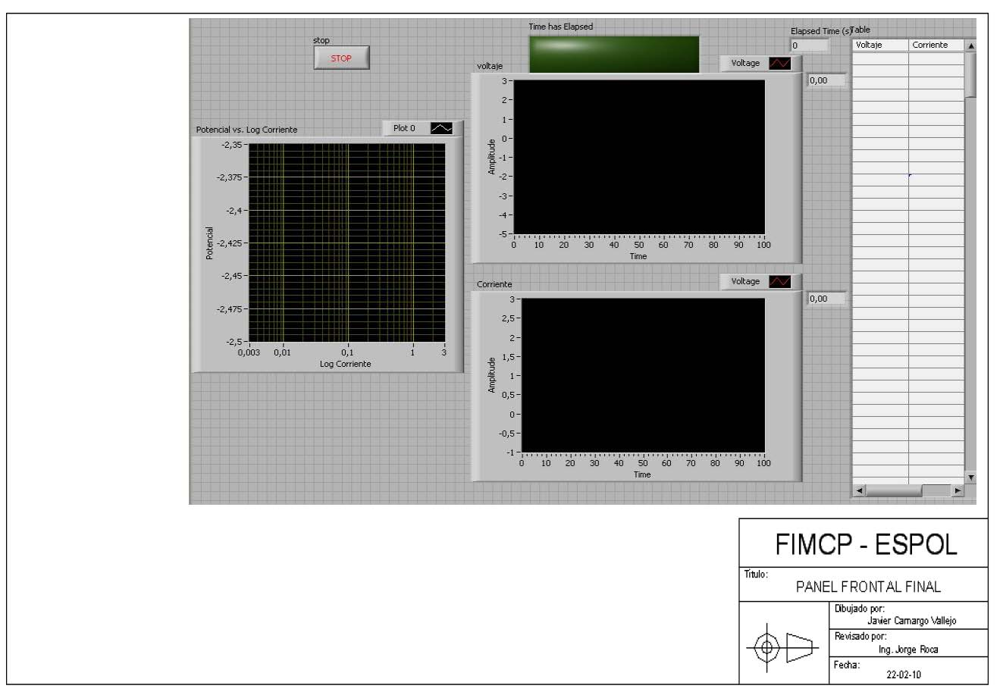 stop
STOP
Time has Elapsed
Elapsed Time (s)
0
Table
Voltaje Corriente
voltaje
Voltage
0,00
3
2
1
0
-1
-2
-3
-4
-5
Amplitude
0 10 20 30 40 50 60 70 80 90 100
Time
Potencial vs. Log Corriente
Plot 0
-2,35
-2,375
-2,4
-2,425
-2,45
-2,475
-2,5
Potencial
0,003 0,01 0,1 1 3
Log Corriente
Corriente
Voltage
0,00
3
2,5
2
1,5
1
0,5
0
-0,5
-1
Amplitude
0 10 20 30 40 50 60 70 80 90 100
Time
FIMCP - ESPOL
Título:
PANEL FRONTAL FINAL
Dibujado por:
Javier Camargo Vallejo
Revisado por:
Ing. Jorge Roca
Fecha:
22-02-10